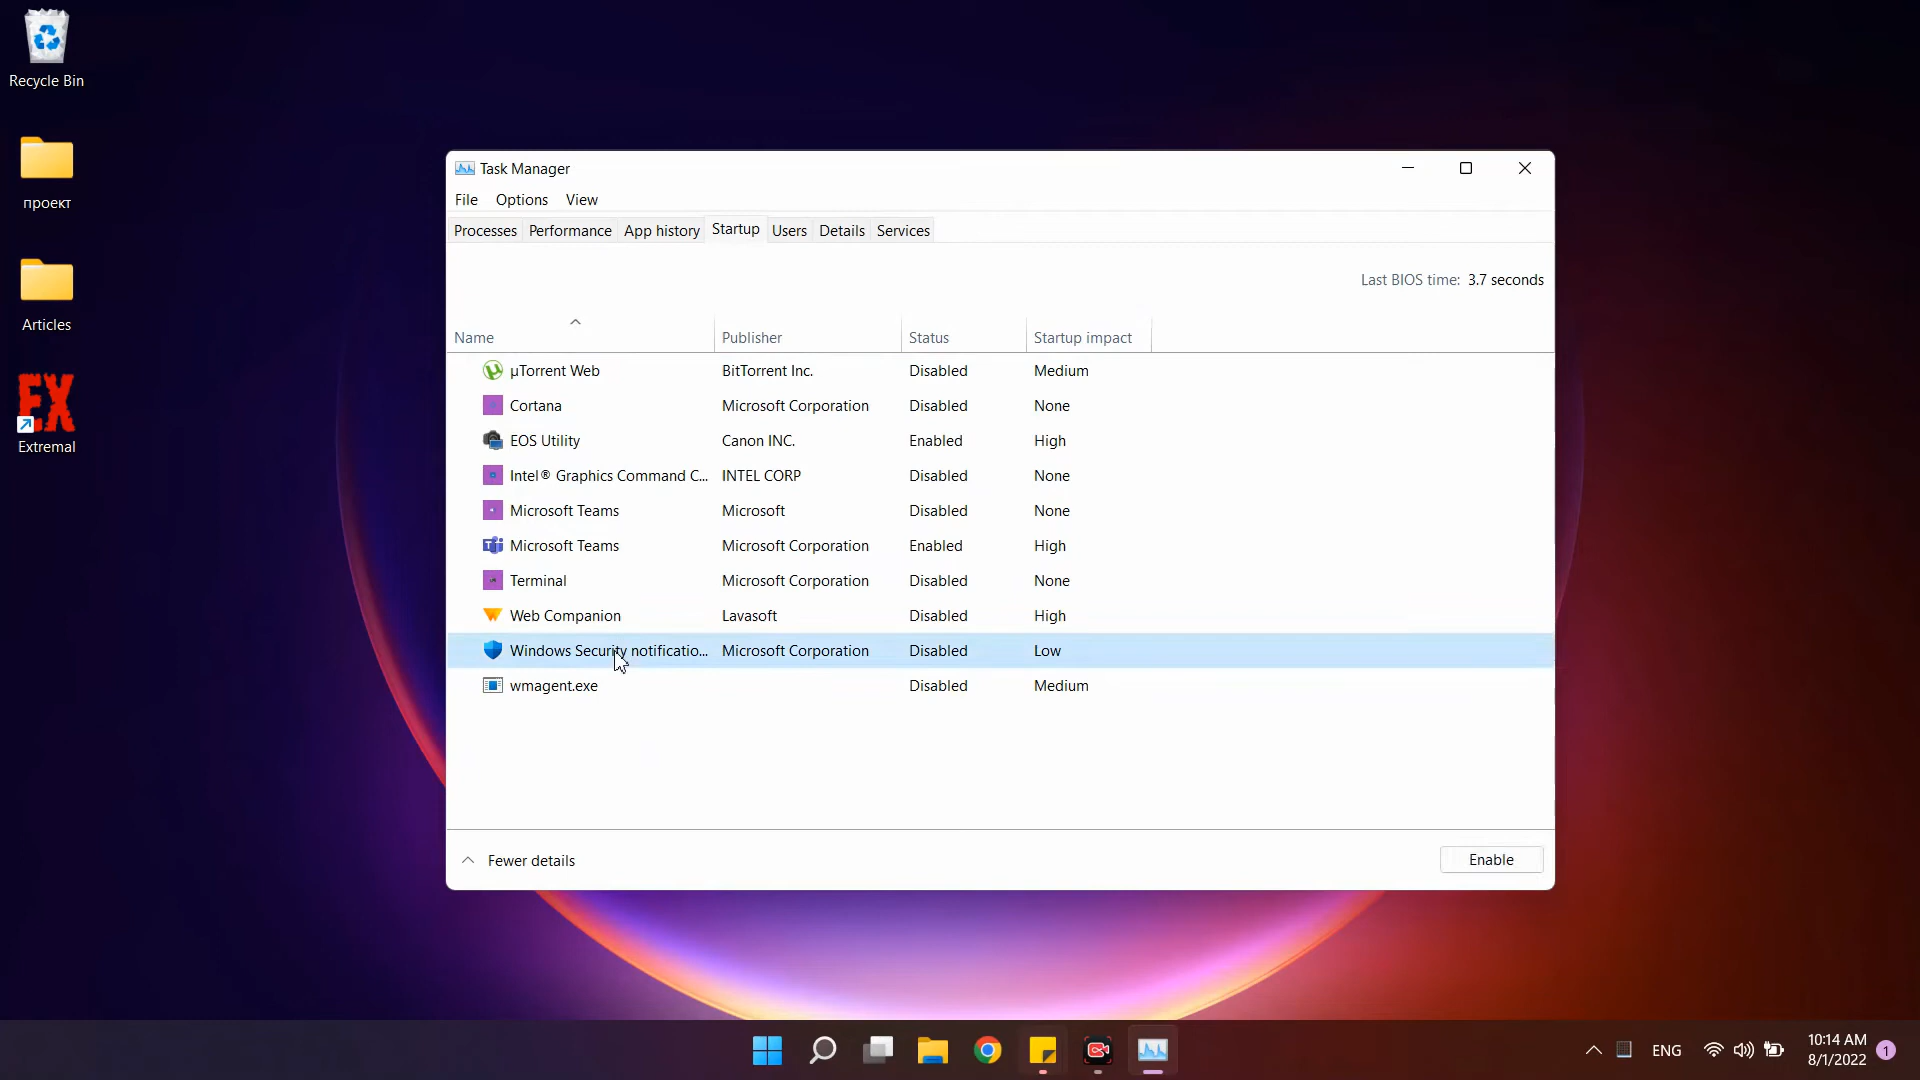 Recycle Bin
проект
Articles
EX
Extremal
Task Manager
File Options View
Processes Performance App history Startup Users Details Services
Last BIOS time: 3.7 seconds
Name Publisher Status Startup impact
µTorrent Web BitTorrent Inc. Disabled Medium
Cortana Microsoft Corporation Disabled None
EOS Utility Canon INC. Enabled High
Intel® Graphics Command C... INTEL CORP Disabled None
Microsoft Teams Microsoft Disabled None
Microsoft Teams Microsoft Corporation Enabled High
Terminal Microsoft Corporation Disabled None
Web Companion Lavasoft Disabled High
Windows Security notificatio... Microsoft Corporation Disabled Low
wmagent.exe Disabled Medium
Fewer details Enable
ENG 10:14 AM
8/1/2022 1